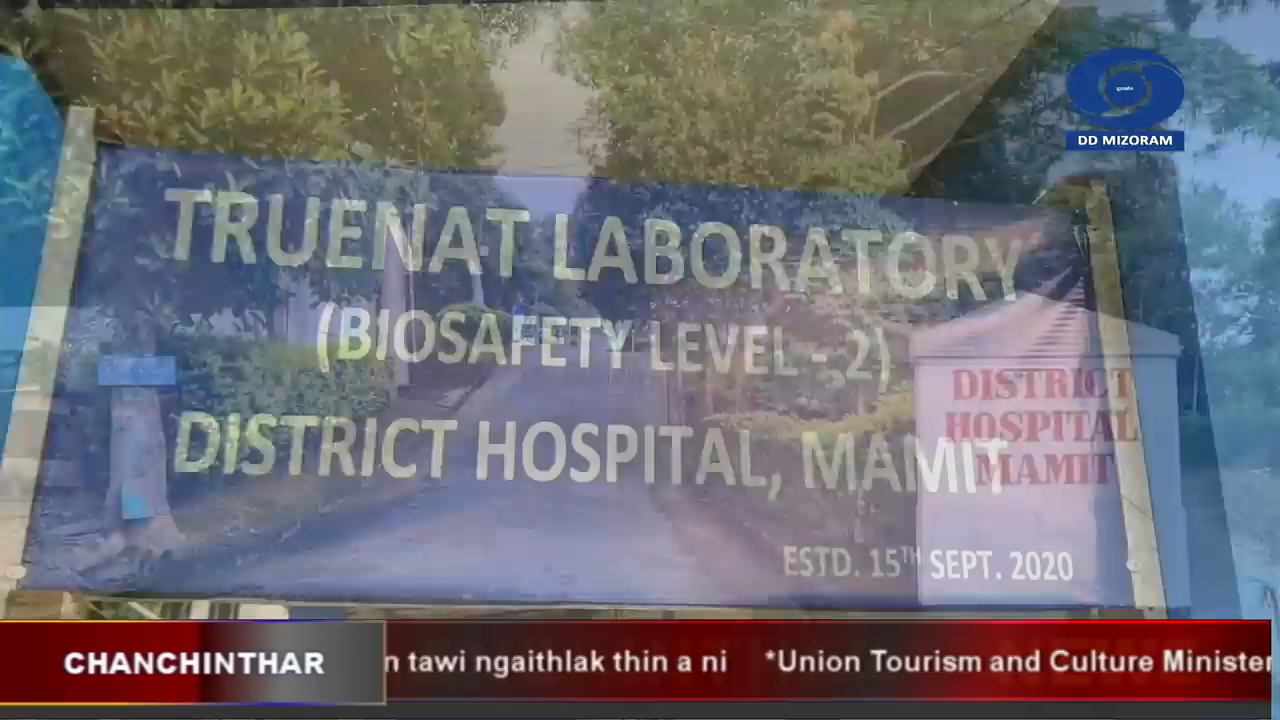 DD MIZORAM
TRUENAT LABORATORY
(BIOSAFETY LEVEL - 2)
DISTRICT HOSPITAL, MAMIT
ESTD. 15TH SEPT. 2020
DISTRICT
HOSPITAL
MAMIT
CHANCHINTHAR
n tawi ngaithlak thin a ni *Union Tourism and Culture Minister